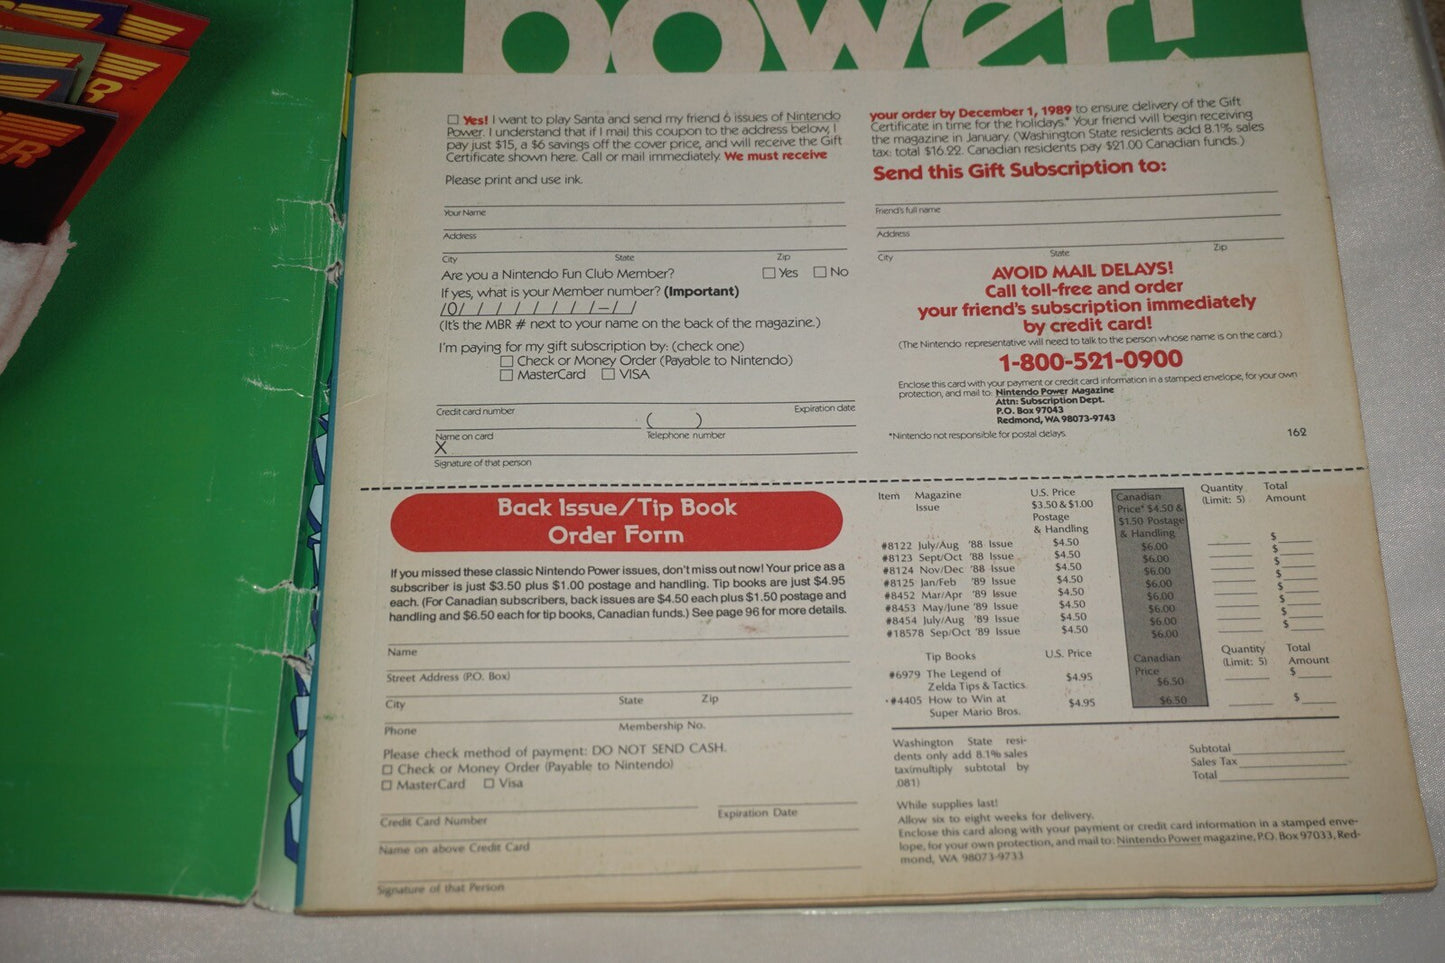 power!
☐ Yes! I want to play Santa and send my friend 6 issues of Nintendo
Power. I understand that if I mail this coupon to the address below, I
pay just $15, a $6 savings off the cover price, and will receive the Gift
Certificate shown here. Call or mail immediately. We must receive
your order by December 1, 1989 to ensure delivery of the Gift
Certificate in time for the holidays.* Your friend will begin receiving
the magazine in January. (Washington State residents add 8.1% sales
tax: total $16.22. Canadian residents pay $21.00 Canadian funds.)
Please print and use ink.
Your Name
Address
City State Zip
Are you a Nintendo Fun Club Member? ☐ Yes ☐ No
If yes, what is your Member number? (Important)
/0/ / / / / / / /–/ /
(It's the MBR # next to your name on the back of the magazine.)
I'm paying for my gift subscription by: (check one)
☐ Check or Money Order (Payable to Nintendo)
☐ MasterCard ☐ VISA
Credit card number Expiration date
( )
Name on card Telephone number
X
Signature of that person
Send this Gift Subscription to:
Friend's full name
Address
City State Zip
AVOID MAIL DELAYS!
Call toll-free and order
your friend's subscription immediately
by credit card!
(The Nintendo representative will need to talk to the person whose name is on the card.)
1-800-521-0900
Enclose this card with your payment or credit card information in a stamped envelope, for your own
protection, and mail to: Nintendo Power Magazine
Attn: Subscription Dept.
P.O. Box 97043
Redmond, WA 98073-9743
*Nintendo not responsible for postal delays.
162
Back Issue/Tip Book
Order Form
If you missed these classic Nintendo Power issues, don't miss out now! Your price as a
subscriber is just $3.50 plus $1.00 postage and handling. Tip books are just $4.95
each. (For Canadian subscribers, back issues are $4.50 each plus $1.50 postage and
handling and $6.50 each for tip books, Canadian funds.) See page 96 for more details.
Name
Street Address (P.O. Box)
City State Zip
Phone Membership No.
Please check method of payment: DO NOT SEND CASH.
☐ Check or Money Order (Payable to Nintendo)
☐ MasterCard ☐ Visa
Credit Card Number Expiration Date
Name on above Credit Card
Signature of that Person
Item Magazine U.S. Price Canadian Quantity Total
Issue $3.50 & $1.00 Price* $4.50 & (Limit: 5) Amount
Postage $1.50 Postage
& Handling & Handling
#8122 July/Aug '88 Issue $4.50 $6.00 $
#8123 Sept/Oct '88 Issue $4.50 $6.00 $
#8124 Nov/Dec '88 Issue $4.50 $6.00 $
#8125 Jan/Feb '89 Issue $4.50 $6.00 $
#8452 Mar/Apr '89 Issue $4.50 $6.00 $
#8453 May/June '89 Issue $4.50 $6.00 $
#8454 July/Aug '89 Issue $4.50 $6.00 $
#18578 Sep/Oct '89 Issue $4.50 $6.00 $
Tip Books U.S. Price Canadian Quantity Total
Price (Limit: 5) Amount
#6979 The Legend of $4.95 $6.50 $
Zelda Tips & Tactics
#4405 How to Win at $4.95 $6.50 $
Super Mario Bros.
Washington State resi-
dents only add 8.1% sales
tax(multiply subtotal by
.081)
Subtotal
Sales Tax
Total
While supplies last!
Allow six to eight weeks for delivery.
Enclose this card along with your payment or credit card information in a stamped enve-
lope, for your own protection, and mail to: Nintendo Power magazine, P.O. Box 97033, Red-
mond, WA 98073-9733